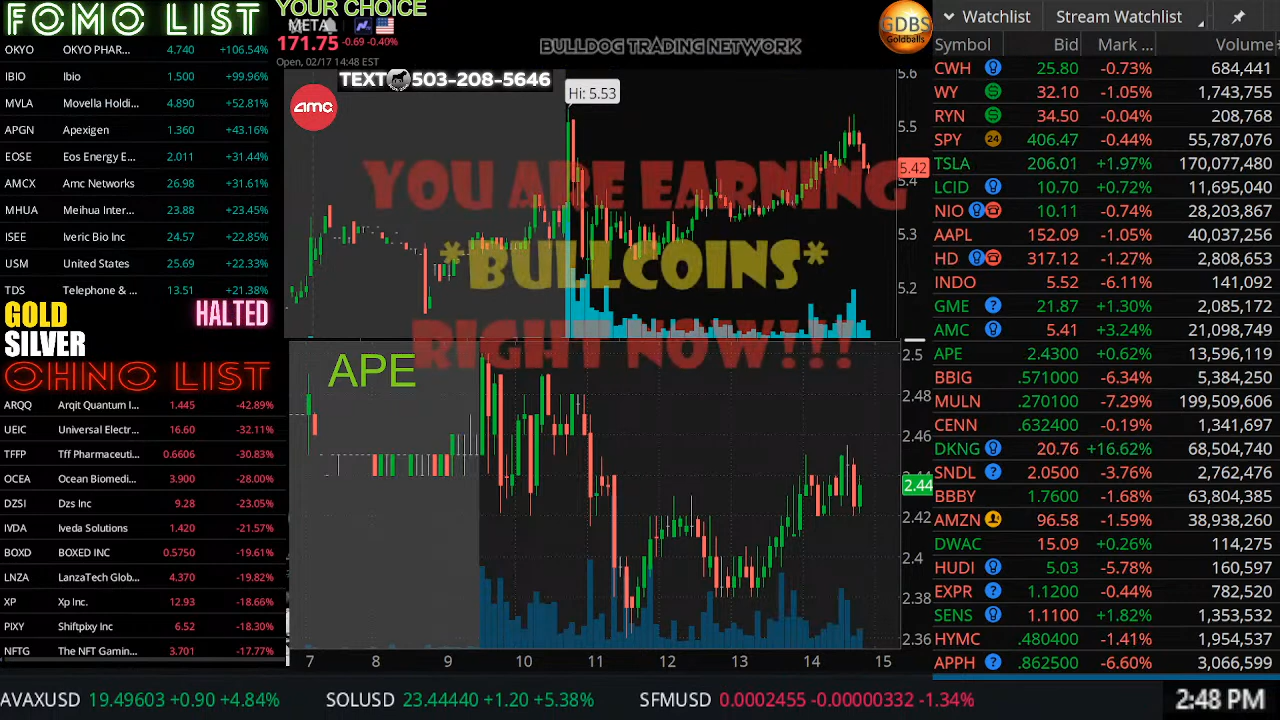 FOMO LIST
OKYO OKYO PHAR... 4.740 +106.54%
IBIO Ibio 1.500 +99.96%
MVLA Movella Holdi... 4.890 +52.81%
APGN Apexigen 1.360 +43.16%
EOSE Eos Energy E... 2.011 +31.44%
AMCX Amc Networks 26.98 +31.61%
MHUA Meihua Inter... 23.88 +23.45%
ISEE Iveric Bio Inc 24.57 +22.85%
USM United States 25.69 +22.33%
TDS Telephone & ... 13.51 +21.38%
GOLD HALTED
SILVER
OHNO LIST
ARQQ Arqit Quantum I... 1.445 -42.89%
UEIC Universal Electr... 16.60 -32.11%
TFFP Tff Pharmaceuti... 0.6606 -30.83%
OCEA Ocean Biomedi... 3.900 -28.00%
DZSI Dzs Inc 9.28 -23.05%
IVDA Iveda Solutions 1.420 -21.57%
BOXD BOXED INC 0.5750 -19.61%
LNZA LanzaTech Glob... 4.370 -19.82%
XP Xp Inc. 12.93 -18.66%
PIXY Shiftpixy Inc 6.52 -18.30%
NFTG The NFT Gamin... 3.701 -17.77%
YOUR CHOICE
META
171.75 -0.69 -0.40%
Open, 02/17 14:48 EST
BULLDOG TRADING NETWORK
GDBS
Goldballs
TEXT 503-208-5646
amc
Hi: 5.53
5.6
5.5
5.42
5.4
5.3
5.2
YOU ARE EARNING
*BULLCOINS*
RIGHT NOW!!!
APE
2.5
2.48
2.46
2.44
2.42
2.4
2.38
2.36
7 8 9 10 11 12 13 14 15
Watchlist Stream Watchlist
Symbol Bid Mark ... Volume
CWH 25.80 -0.73% 684,441
WY 32.10 -1.05% 1,743,755
RYN 34.50 -0.04% 208,768
SPY 24 406.47 -0.44% 55,787,076
TSLA 206.01 +1.97% 170,077,480
LCID 10.70 +0.72% 11,695,040
NIO 10.11 -0.74% 28,203,867
AAPL 152.09 -1.05% 40,037,256
HD 317.12 -1.27% 2,808,653
INDO 5.52 -6.11% 141,092
GME ? 21.87 +1.30% 2,085,172
AMC 5.41 +3.24% 21,098,749
APE 2.4300 +0.62% 13,596,119
BBIG .571000 -6.34% 5,384,250
MULN .270100 -7.29% 199,509,606
CENN .632400 -0.19% 1,341,697
DKNG 20.76 +16.62% 68,504,740
SNDL ? 2.0500 -3.76% 2,762,476
BBBY 1.7600 -1.68% 63,804,385
AMZN 96.58 -1.59% 38,938,260
DWAC 15.09 +0.26% 114,275
HUDI 5.03 -5.78% 160,597
EXPR ? 1.1200 -0.44% 782,520
SENS 1.1100 +1.82% 1,353,532
HYMC .480400 -1.41% 1,954,537
APPH ? .862500 -6.60% 3,066,599
AVAXUSD 19.49603 +0.90 +4.84% SOLUSD 23.44440 +1.20 +5.38% SFMUSD 0.0002455 -0.00000332 -1.34% 2:48 PM